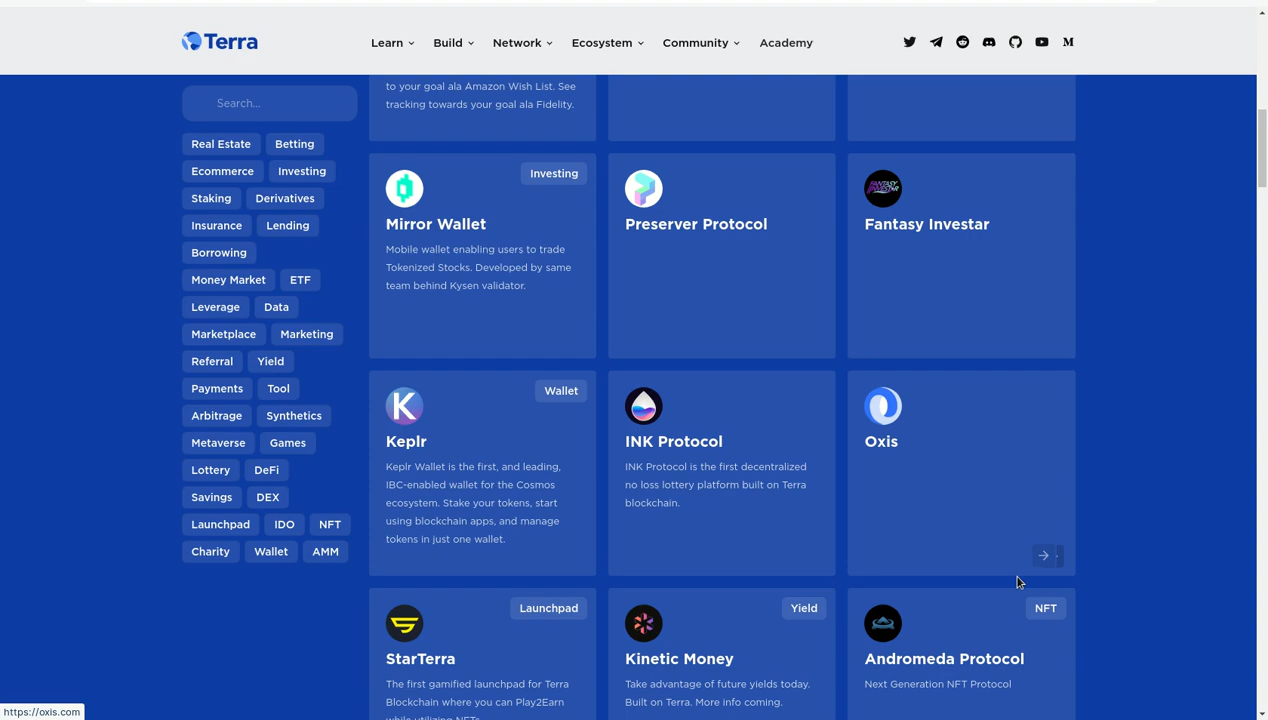 Terra
Learn
Build
Network
Ecosystem
Community
Academy
Search...
Real Estate
Betting
Ecommerce
Investing
Staking
Derivatives
Insurance
Lending
Borrowing
Money Market
ETF
Leverage
Data
Marketplace
Marketing
Referral
Yield
Payments
Tool
Arbitrage
Synthetics
Metaverse
Games
Lottery
DeFi
Savings
DEX
Launchpad
IDO
NFT
Charity
Wallet
AMM
to your goal ala Amazon Wish List. See
tracking towards your goal ala Fidelity.
Investing
Mirror Wallet
Mobile wallet enabling users to trade
Tokenized Stocks. Developed by same
team behind Kysen validator.
Preserver Protocol
FANTASY
INVESTAR
Fantasy Investar
Wallet
K
Keplr
Keplr Wallet is the first, and leading,
IBC-enabled wallet for the Cosmos
ecosystem. Stake your tokens, start
using blockchain apps, and manage
tokens in just one wallet.
INK Protocol
INK Protocol is the first decentralized
no loss lottery platform built on Terra
blockchain.
Oxis
Launchpad
StarTerra
The first gamified launchpad for Terra
Blockchain where you can Play2Earn
while utilizing NFTs.
Yield
Kinetic Money
Take advantage of future yields today.
Built on Terra. More info coming.
NFT
Andromeda Protocol
Next Generation NFT Protocol
https://oxis.com